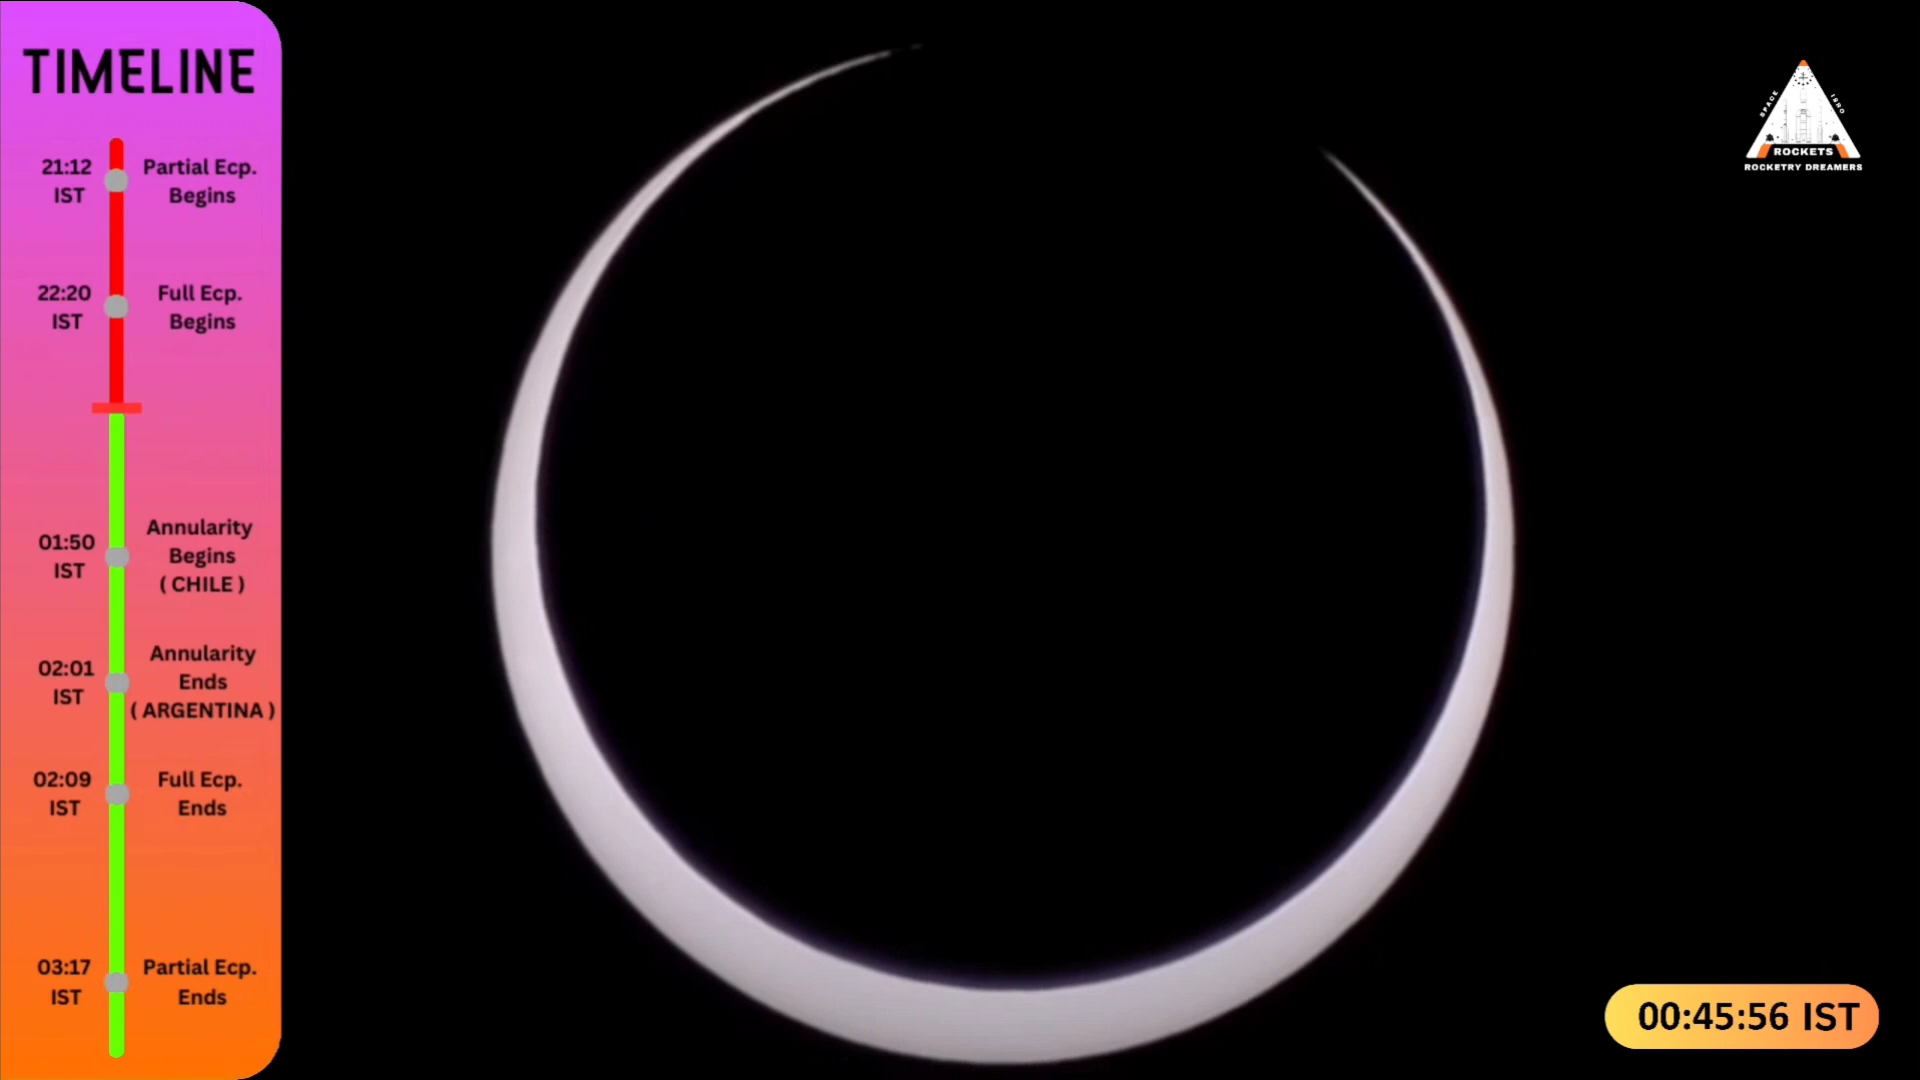 TIMELINE
21:12
IST
Partial Ecp.
Begins
22:20
IST
Full Ecp.
Begins
01:50
IST
Annularity
Begins
( CHILE )
02:01
IST
Annularity
Ends
( ARGENTINA )
02:09
IST
Full Ecp.
Ends
03:17
IST
Partial Ecp.
Ends
SPACE
ISRO
ROCKETS
ROCKETRY DREAMERS
00:45:56 IST